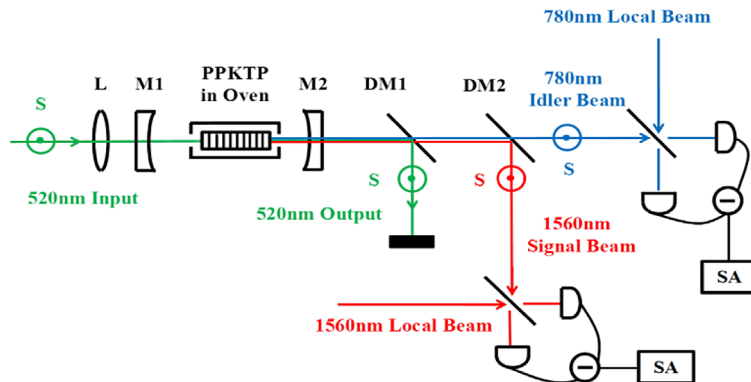 780nm Local Beam
L
M1
PPKTP
in Oven
M2
DM1
DM2
780nm
Idler Beam
S
S
S
S
520nm Input
520nm Output
1560nm
Signal Beam
SA
1560nm Local Beam
SA